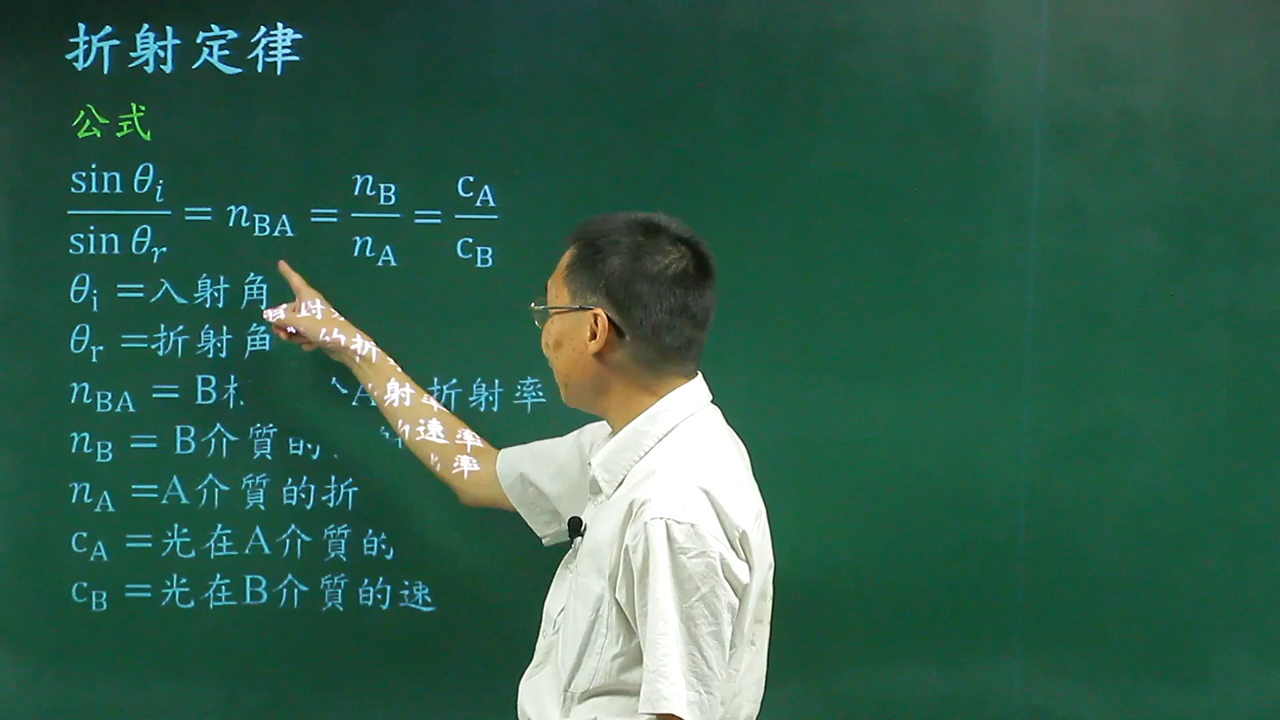 折射定律
公式
sin θi / sin θr = nBA = nB / nA = cA / cB
θi =入射角
θr =折射角
nBA = B A 射 折射率
nB = B介質的
nA =A介質的折
cA =光在A介質的
cB =光在B介質的速